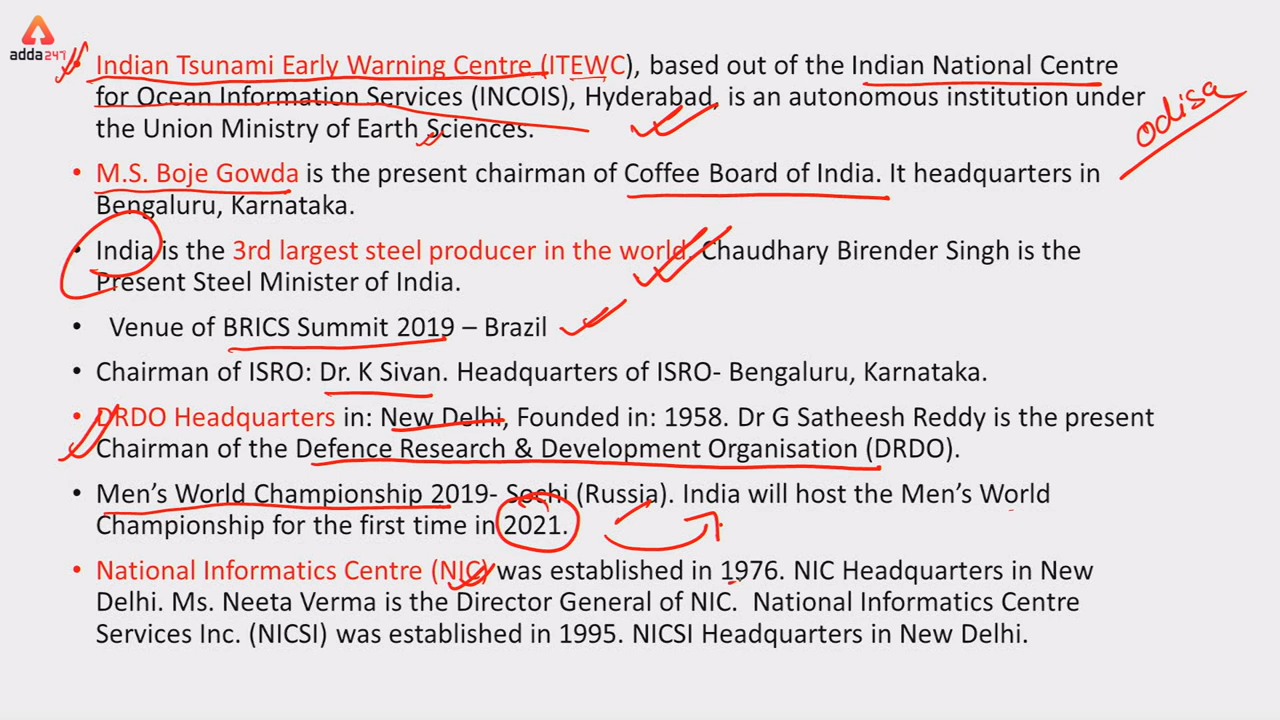 adda247
Indian Tsunami Early Warning Centre (ITEWC), based out of the Indian National Centre
for Ocean Information Services (INCOIS), Hyderabad, is an autonomous institution under
the Union Ministry of Earth Sciences.
odisa
• M.S. Boje Gowda is the present chairman of Coffee Board of India. It headquarters in
Bengaluru, Karnataka.
• India is the 3rd largest steel producer in the world. Chaudhary Birender Singh is the
Present Steel Minister of India.
• Venue of BRICS Summit 2019 – Brazil
• Chairman of ISRO: Dr. K Sivan. Headquarters of ISRO- Bengaluru, Karnataka.
• DRDO Headquarters in: New Delhi, Founded in: 1958. Dr G Satheesh Reddy is the present
Chairman of the Defence Research & Development Organisation (DRDO).
• Men's World Championship 2019- Sochi (Russia). India will host the Men's World
Championship for the first time in 2021.
• National Informatics Centre (NIC) was established in 1976. NIC Headquarters in New
Delhi. Ms. Neeta Verma is the Director General of NIC. National Informatics Centre
Services Inc. (NICSI) was established in 1995. NICSI Headquarters in New Delhi.